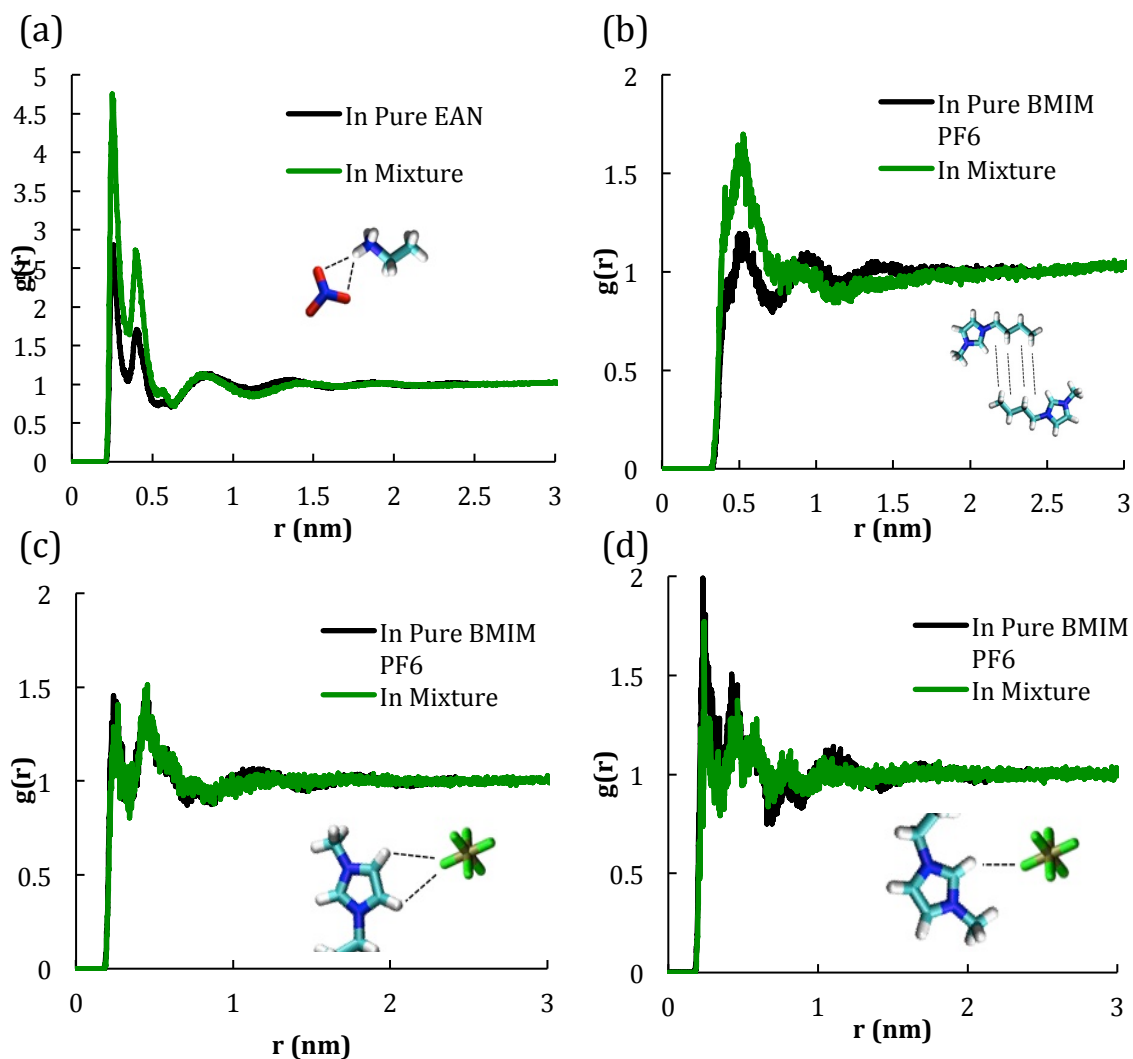 (a)
5
4.5
4
3.5
3
2.5
2
1.5
1
0.5
0
g(r)
In Pure EAN
In Mixture
0 0.5 1 1.5 2 2.5 3
r (nm)
(b)
2
1.5
1
0.5
0
g(r)
In Pure BMIM
PF6
In Mixture
0 0.5 1 1.5 2 2.5 3
r (nm)
(c)
2
1.5
1
0.5
0
g(r)
In Pure BMIM
PF6
In Mixture
0 1 2 3
r (nm)
(d)
2
1.5
1
0.5
0
g(r)
In Pure BMIM
PF6
In Mixture
0 1 2 3
r (nm)